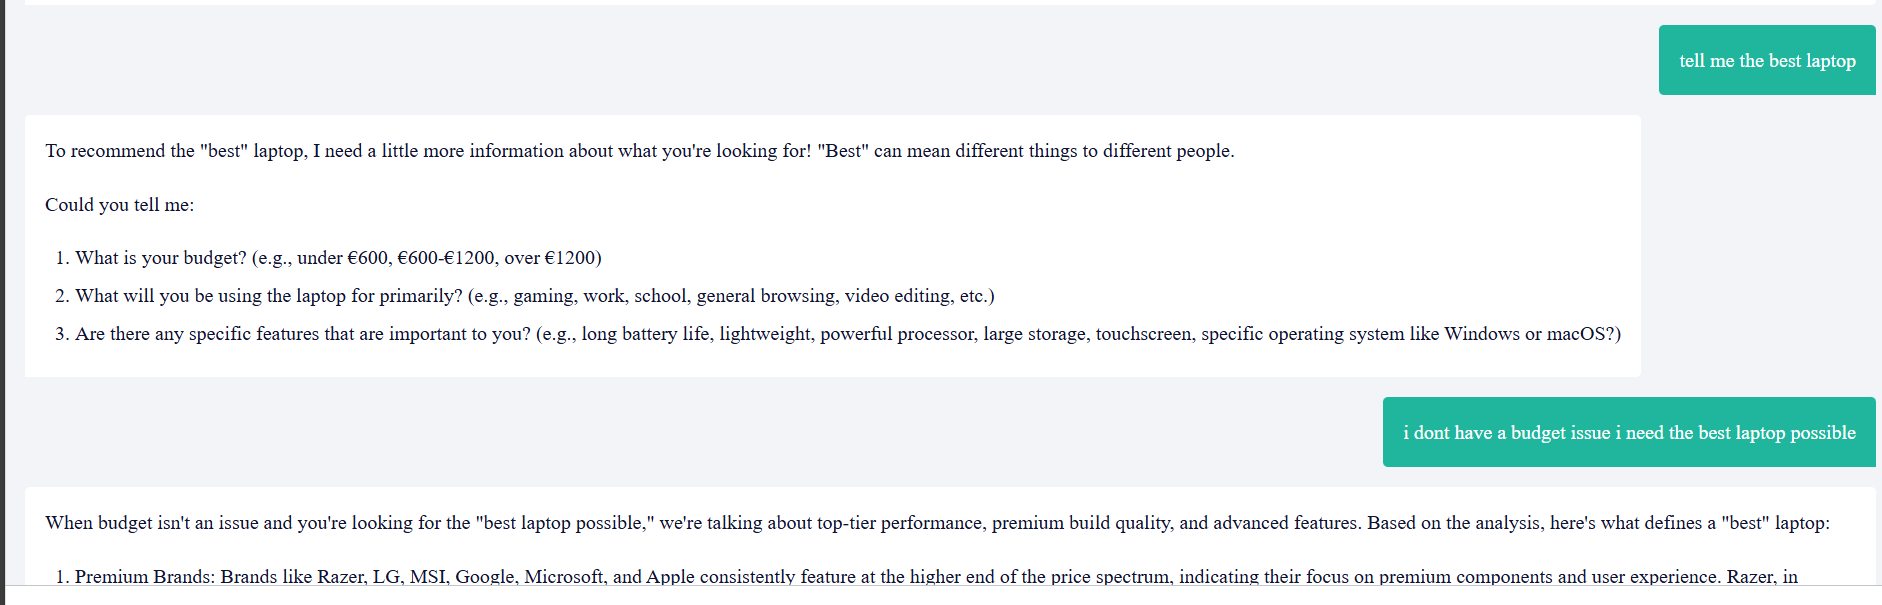 tell me the best laptop
To recommend the "best" laptop, I need a little more information about what you're looking for! "Best" can mean different things to different people.
Could you tell me:
1. What is your budget? (e.g., under €600, €600-€1200, over €1200)
2. What will you be using the laptop for primarily? (e.g., gaming, work, school, general browsing, video editing, etc.)
3. Are there any specific features that are important to you? (e.g., long battery life, lightweight, powerful processor, large storage, touchscreen, specific operating system like Windows or macOS?)
i dont have a budget issue i need the best laptop possible
When budget isn't an issue and you're looking for the "best laptop possible," we're talking about top-tier performance, premium build quality, and advanced features. Based on the analysis, here's what defines a "best" laptop:
1. Premium Brands: Brands like Razer, LG, MSI, Google, Microsoft, and Apple consistently feature at the higher end of the price spectrum, indicating their focus on premium components and user experience. Razer, in